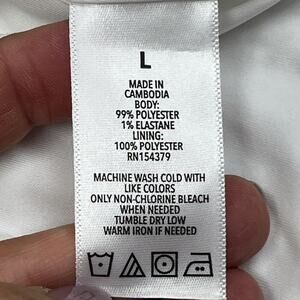 L
MADE IN
CAMBODIA
BODY:
99% POLYESTER
1% ELASTANE
LINING:
100% POLYESTER
RN154379
MACHINE WASH COLD WITH
LIKE COLORS
ONLY NON-CHLORINE BLEACH
WHEN NEEDED
TUMBLE DRY LOW
WARM IRON IF NEEDED